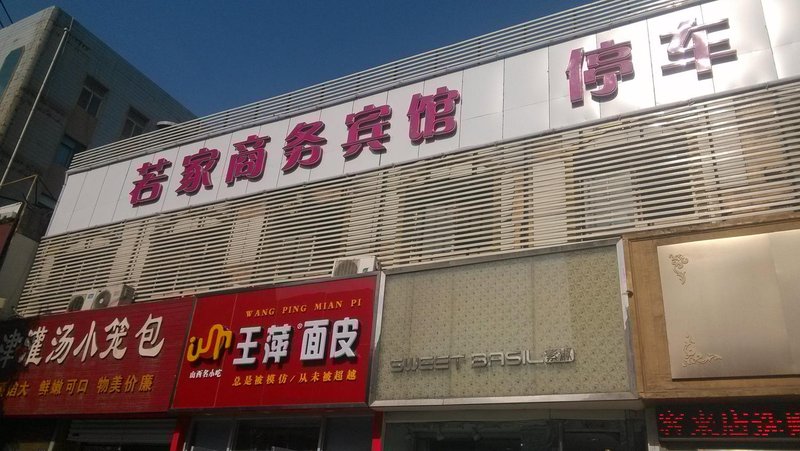 若家商务宾馆 停车
灌汤小笼包
鲜嫩可口 物美价廉
WANG PING MIAN PI
王萍®面皮
山西名小吃
总是被模仿/从未被超越
SWEET BASIL